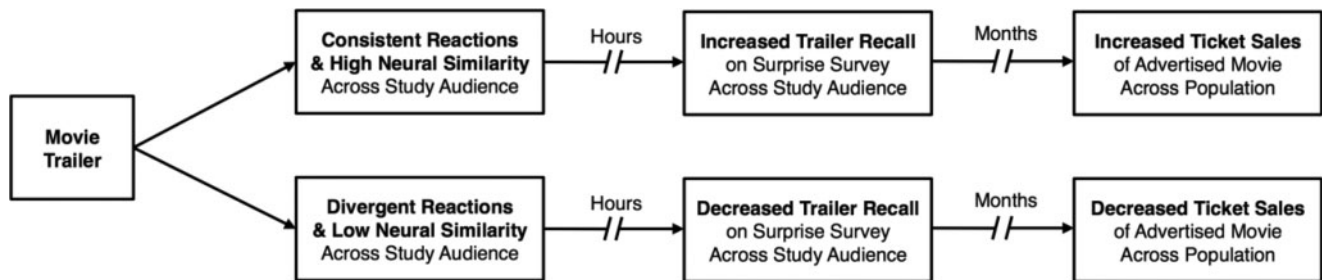 Movie
Trailer
Consistent Reactions
& High Neural Similarity
Across Study Audience
Hours
Increased Trailer Recall
on Surprise Survey
Across Study Audience
Months
Increased Ticket Sales
of Advertised Movie
Across Population
Divergent Reactions
& Low Neural Similarity
Across Study Audience
Hours
Decreased Trailer Recall
on Surprise Survey
Across Study Audience
Months
Decreased Ticket Sales
of Advertised Movie
Across Population